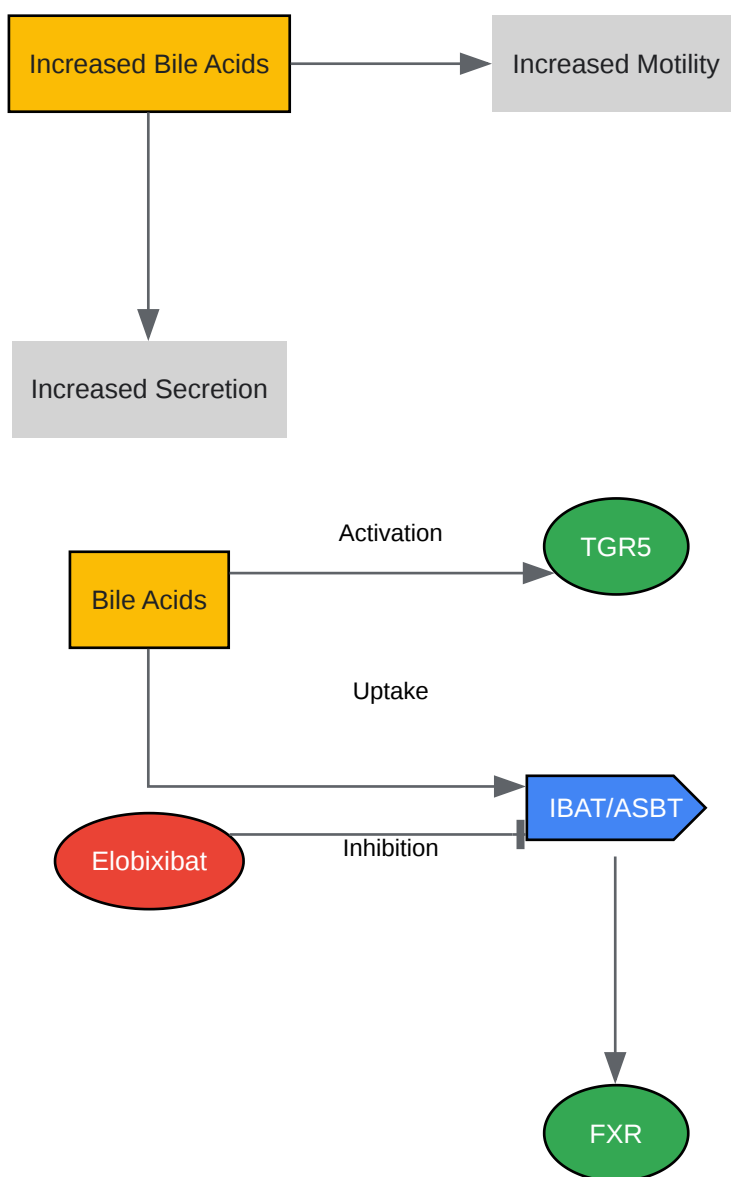 Increased Bile Acids
Increased Motility
Increased Secretion
Activation
TGR5
Bile Acids
Uptake
IBAT/ASBT
Elobixibat
Inhibition
FXR